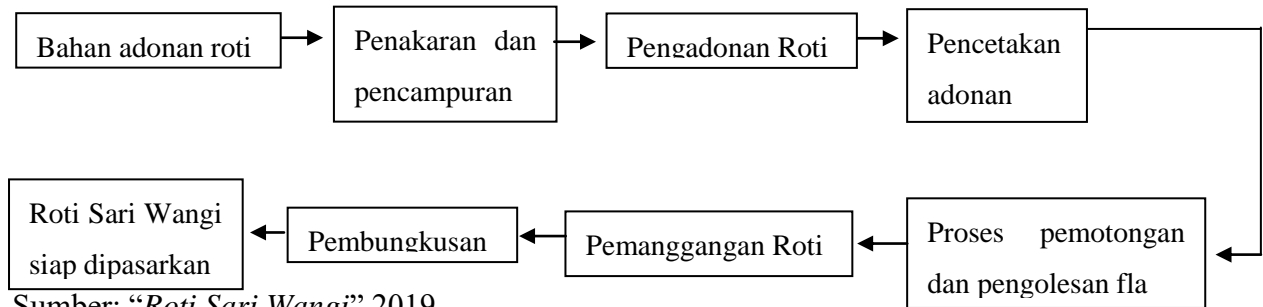 Bahan adonan roti
Penakaran dan
pencampuran
Pengadonan Roti
Pencetakan
adonan
Proses pemotongan
dan pengolesan fla
Pemanggangan Roti
Pembungkusan
Roti Sari Wangi
siap dipasarkan
Sumber: “Roti Sari Wangi” 2019